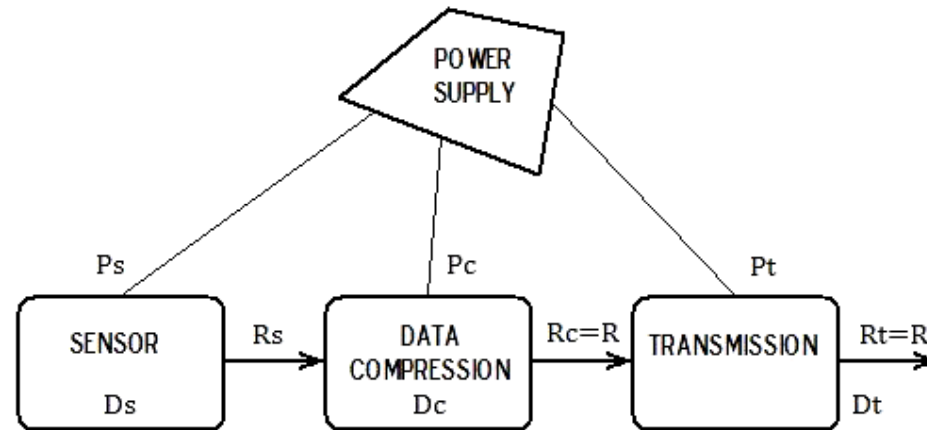 POWER
SUPPLY
Ps
Pc
Pt
SENSOR
Ds
Rs
DATA
COMPRESSION
Dc
Rc=R
TRANSMISSION
Rt=R
Dt